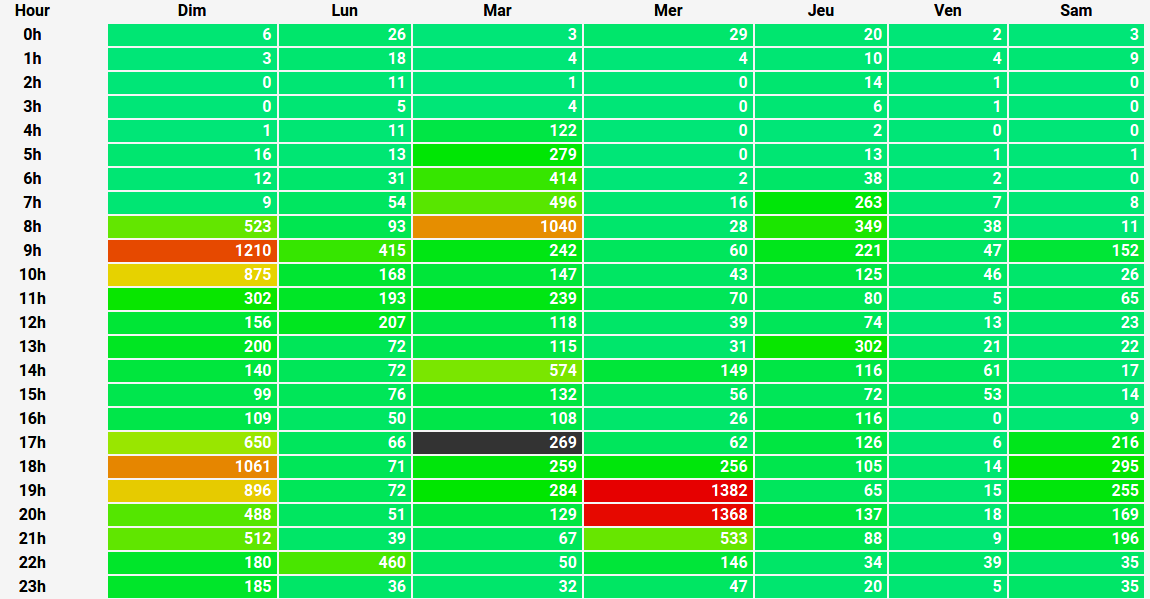 Hour Dim Lun Mar Mer Jeu Ven Sam
0h 6 26 3 29 20 2 3
1h 3 18 4 4 10 4 9
2h 0 11 1 0 14 1 0
3h 0 5 4 0 6 1 0
4h 1 11 122 0 2 0 0
5h 16 13 279 0 13 1 1
6h 12 31 414 2 38 2 0
7h 9 54 496 16 263 7 8
8h 523 93 1040 28 349 38 11
9h 1210 415 242 60 221 47 152
10h 875 168 147 43 125 46 26
11h 302 193 239 70 80 5 65
12h 156 207 118 39 74 13 23
13h 200 72 115 31 302 21 22
14h 140 72 574 149 116 61 17
15h 99 76 132 56 72 53 14
16h 109 50 108 26 116 0 9
17h 650 66 269 62 126 6 216
18h 1061 71 259 256 105 14 295
19h 896 72 284 1382 65 15 255
20h 488 51 129 1368 137 18 169
21h 512 39 67 533 88 9 196
22h 180 460 50 146 34 39 35
23h 185 36 32 47 20 5 35